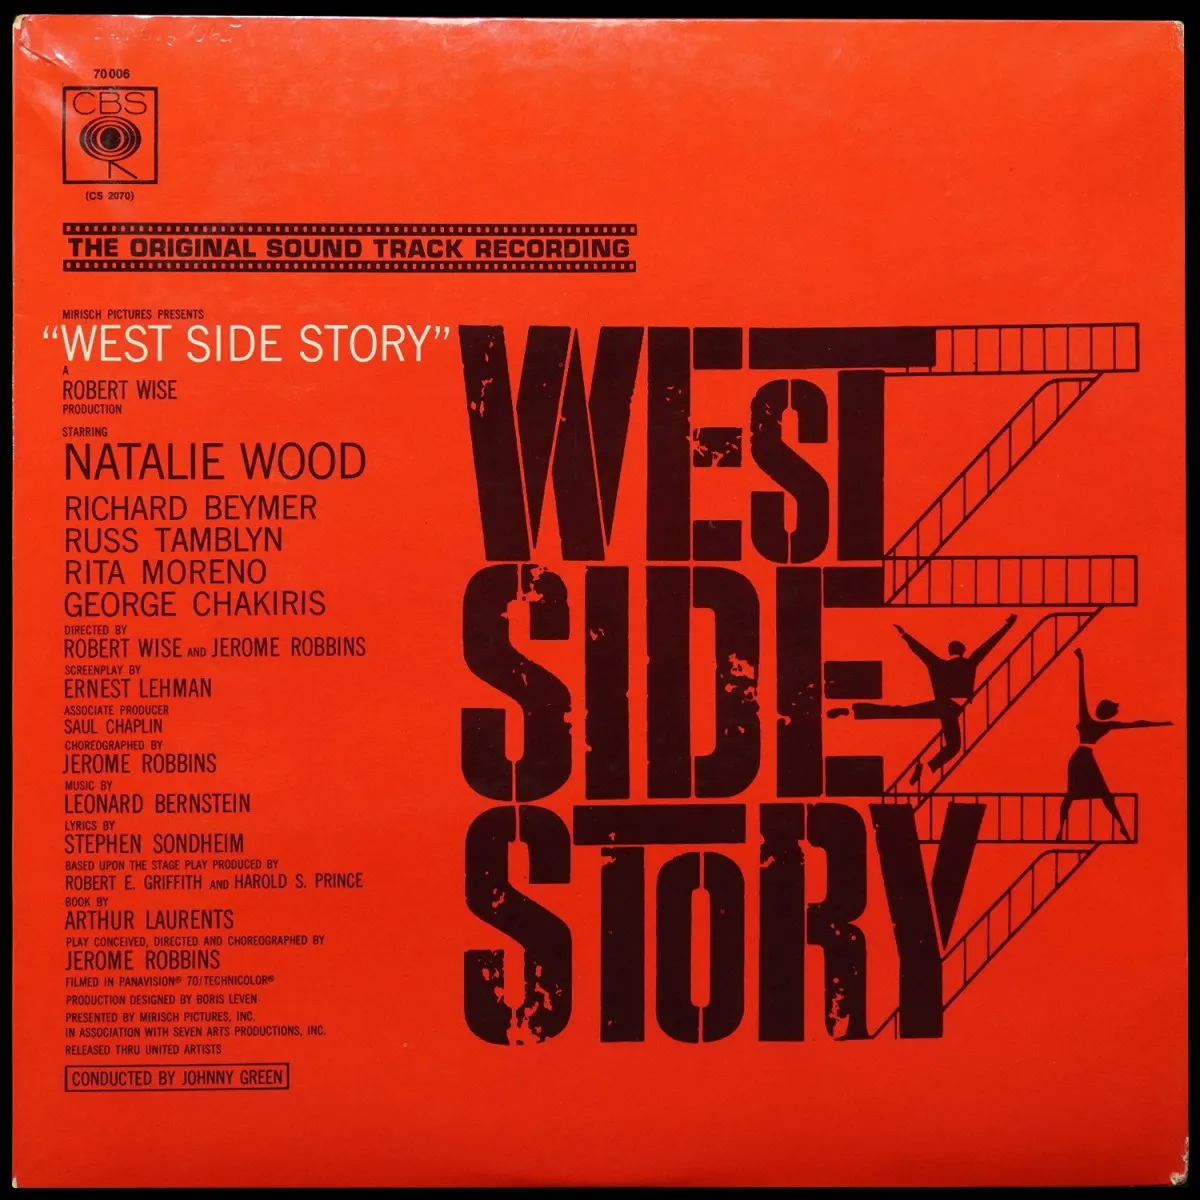 70006
CBS
(CS 2070)
THE ORIGINAL SOUND TRACK RECORDING
MIRISCH PICTURES PRESENTS
“WEST SIDE STORY”
A
ROBERT WISE
PRODUCTION
STARRING
NATALIE WOOD
RICHARD BEYMER
RUSS TAMBLYN
RITA MORENO
GEORGE CHAKIRIS
DIRECTED BY
ROBERT WISE AND JEROME ROBBINS
SCREENPLAY BY
ERNEST LEHMAN
ASSOCIATE PRODUCER
SAUL CHAPLIN
CHOREOGRAPHED BY
JEROME ROBBINS
MUSIC BY
LEONARD BERNSTEIN
LYRICS BY
STEPHEN SONDHEIM
BASED UPON THE STAGE PLAY PRODUCED BY
ROBERT E. GRIFFITH AND HAROLD S. PRINCE
BOOK BY
ARTHUR LAURENTS
PLAY CONCEIVED, DIRECTED AND CHOREOGRAPHED BY
JEROME ROBBINS
FILMED IN PANAVISION® 70/TECHNICOLOR®
PRODUCTION DESIGNED BY BORIS LEVEN
PRESENTED BY MIRISCH PICTURES, INC.
IN ASSOCIATION WITH SEVEN ARTS PRODUCTIONS, INC.
RELEASED THRU UNITED ARTISTS
CONDUCTED BY JOHNNY GREEN
WEST
SIDE
STORY